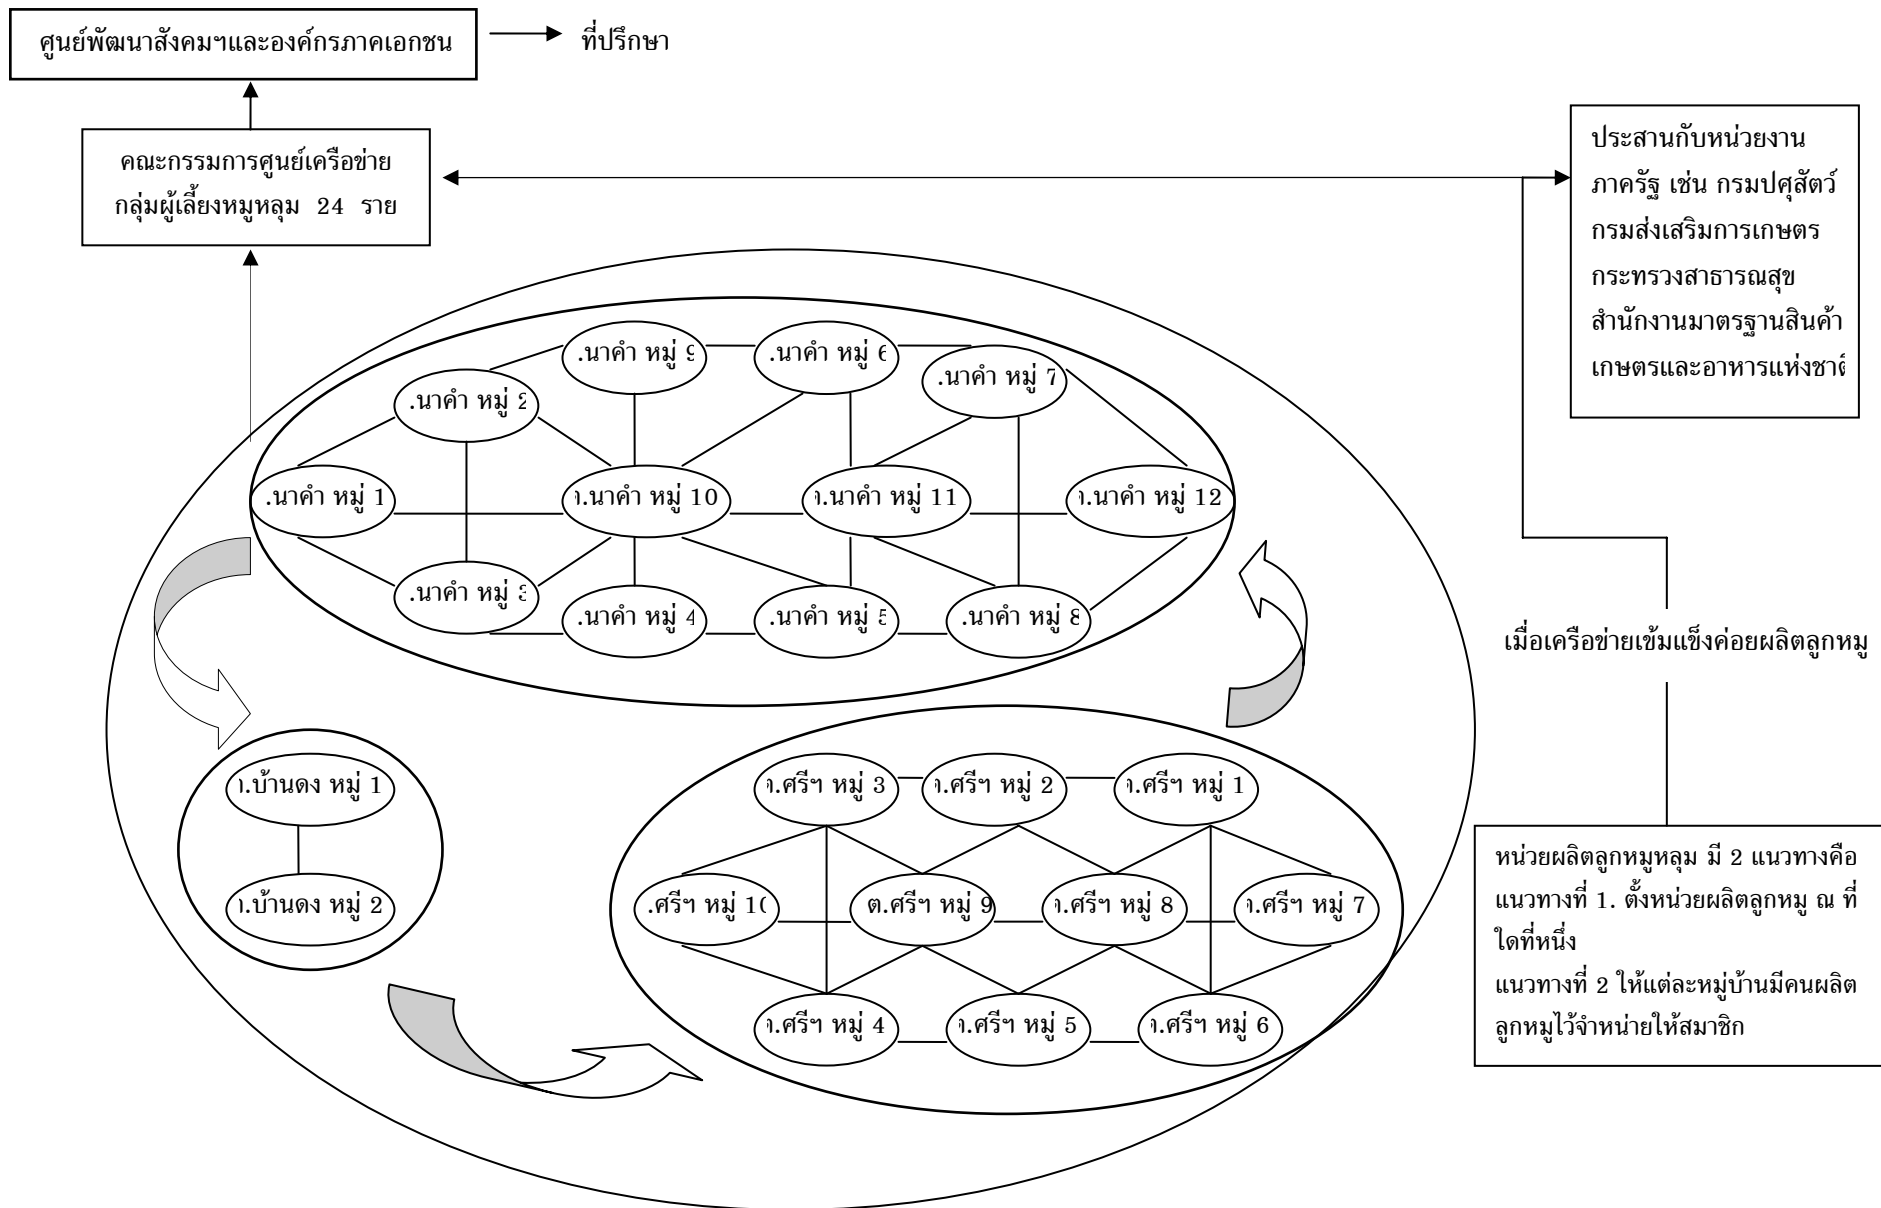 ศูนย์พัฒนาสังคมฯและองค์กรภาคเอกชน
ที่ปรึกษา
คณะกรรมการศูนย์เครือข่าย
กลุ่มผู้เลี้ยงหมูหลุม 24 ราย
ประสานกับหน่วยงาน
ภาครัฐ เช่น กรมปศุสัตว์
กรมส่งเสริมการเกษตร
กระทรวงสาธารณสุข
สำนักงานมาตรฐานสินค้า
เกษตรและอาหารแห่งชาติ
.นาคำ หมู่ 9
.นาคำ หมู่ 6
.นาคำ หมู่ 7
.นาคำ หมู่ 2
.นาคำ หมู่ 1
ต.นาคำ หมู่ 10
ต.นาคำ หมู่ 11
ต.นาคำ หมู่ 12
.นาคำ หมู่ 3
.นาคำ หมู่ 4
.นาคำ หมู่ 5
.นาคำ หมู่ 8
เมื่อเครือข่ายเข้มแข็งค่อยผลิตลูกหมู
ต.บ้านดง หมู่ 1
ต.บ้านดง หมู่ 2
ต.ศรีฯ หมู่ 3
ต.ศรีฯ หมู่ 2
ต.ศรีฯ หมู่ 1
.ศรีฯ หมู่ 10
ต.ศรีฯ หมู่ 9
ต.ศรีฯ หมู่ 8
ต.ศรีฯ หมู่ 7
ต.ศรีฯ หมู่ 4
ต.ศรีฯ หมู่ 5
ต.ศรีฯ หมู่ 6
หน่วยผลิตลูกหมูหลุม มี 2 แนวทางคือ
แนวทางที่ 1. ตั้งหน่วยผลิตลูกหมู ณ ที่
ใดที่หนึ่ง
แนวทางที่ 2 ให้แต่ละหมู่บ้านมีคนผลิต
ลูกหมูไว้จำหน่ายให้สมาชิก